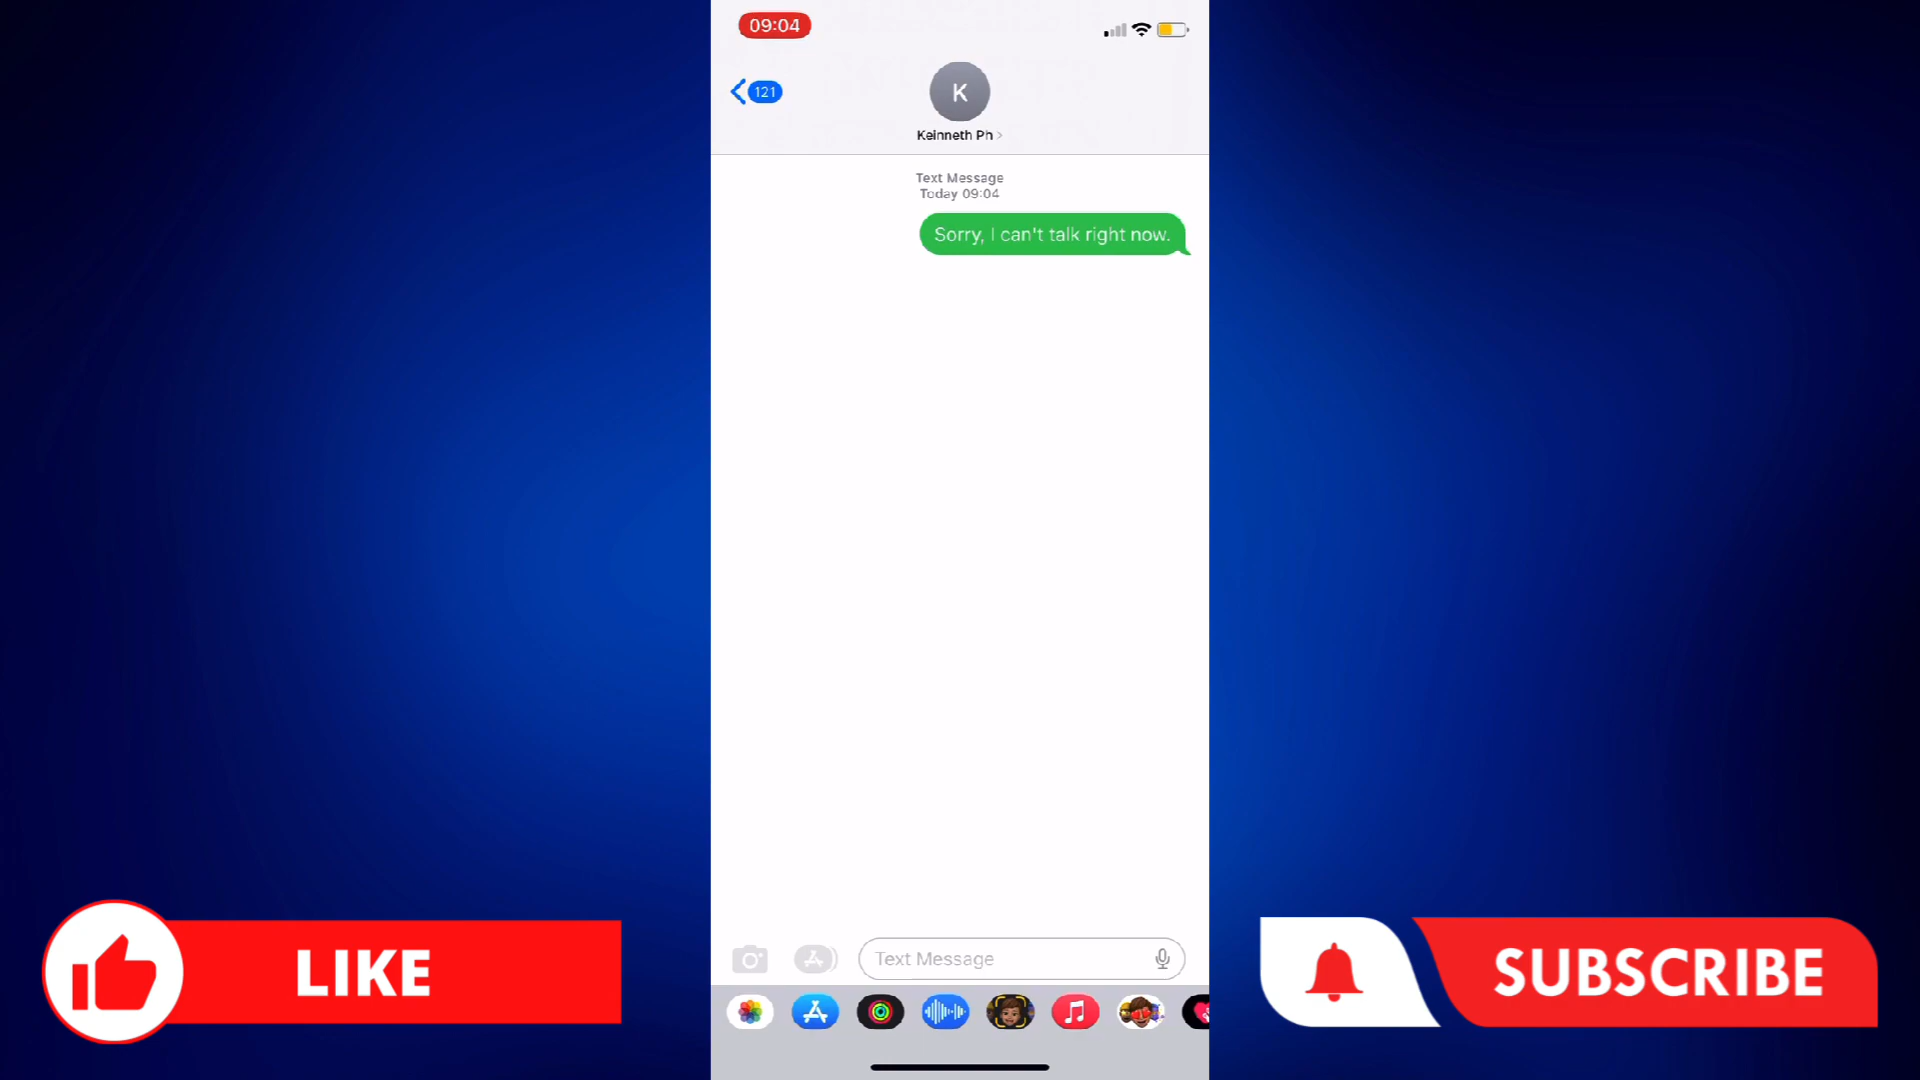 09:04
121
K
Keinneth Ph
Text Message
Today 09:04
Sorry, I can't talk right now.
Text Message
LIKE
SUBSCRIBE